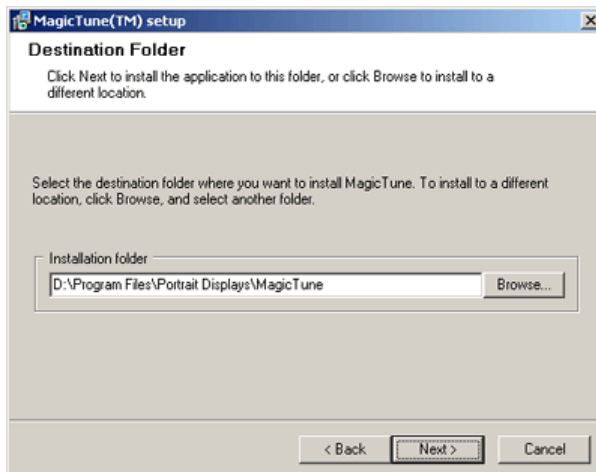 MagicTune(TM) setup
Destination Folder
Click Next to install the application to this folder, or click Browse to install to a
different location.
Select the destination folder where you want to install MagicTune. To install to a different
location, click Browse, and select another folder.
Installation folder
D:\Program Files\Portrait Displays\MagicTune
Browse...
< Back
Next >
Cancel